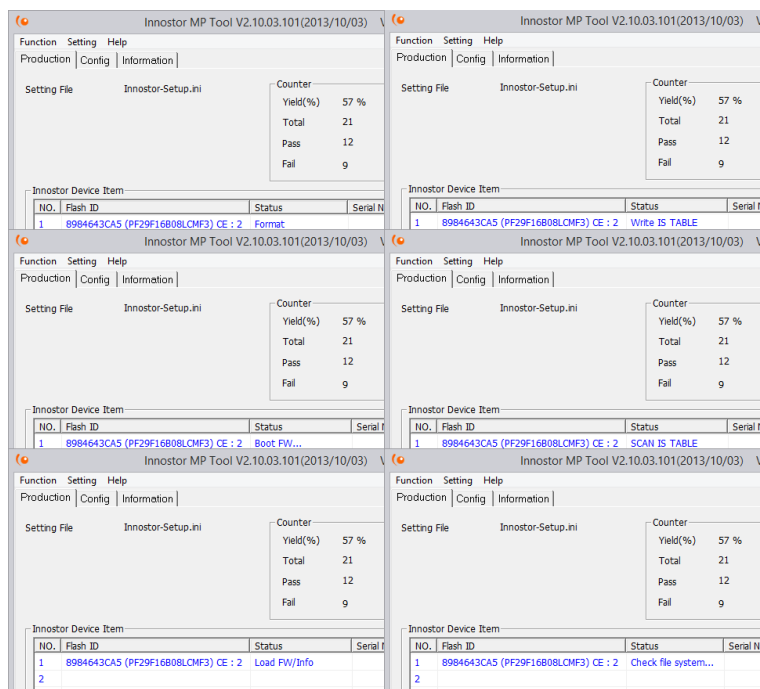 Innostor MP Tool V2.10.03.101(2013/10/03) V
Function Setting Help
Production Config Information
Setting File Innostor-Setup.ini
Counter
Yield(%) 57 %
Total 21
Pass 12
Fail 9
Innostor Device Item
NO. Flash ID Status Serial N
1 8984643CA5 (PF29F16B08LCMF3) CE : 2 Format
Innostor MP Tool V2.10.03.101(2013/10/03) V
Function Setting Help
Production Config Information
Setting File Innostor-Setup.ini
Counter
Yield(%) 57 %
Total 21
Pass 12
Fail 9
Innostor Device Item
NO. Flash ID Status Serial N
1 8984643CA5 (PF29F16B08LCMF3) CE : 2 Write IS TABLE
Innostor MP Tool V2.10.03.101(2013/10/03) V
Function Setting Help
Production Config Information
Setting File Innostor-Setup.ini
Counter
Yield(%) 57 %
Total 21
Pass 12
Fail 9
Innostor Device Item
NO. Flash ID Status Serial N
1 8984643CA5 (PF29F16B08LCMF3) CE : 2 Boot FW...
Innostor MP Tool V2.10.03.101(2013/10/03) V
Function Setting Help
Production Config Information
Setting File Innostor-Setup.ini
Counter
Yield(%) 57 %
Total 21
Pass 12
Fail 9
Innostor Device Item
NO. Flash ID Status Serial N
1 8984643CA5 (PF29F16B08LCMF3) CE : 2 SCAN IS TABLE
Innostor MP Tool V2.10.03.101(2013/10/03) V
Function Setting Help
Production Config Information
Setting File Innostor-Setup.ini
Counter
Yield(%) 57 %
Total 21
Pass 12
Fail 9
Innostor Device Item
NO. Flash ID Status Serial N
1 8984643CA5 (PF29F16B08LCMF3) CE : 2 Load FW/Info
2
Innostor MP Tool V2.10.03.101(2013/10/03) V
Function Setting Help
Production Config Information
Setting File Innostor-Setup.ini
Counter
Yield(%) 57 %
Total 21
Pass 12
Fail 9
Innostor Device Item
NO. Flash ID Status Serial N
1 8984643CA5 (PF29F16B08LCMF3) CE : 2 Check file system...
2